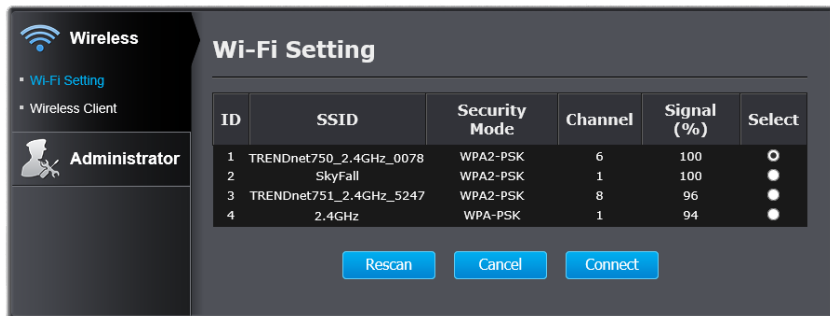 Wireless
Wi-Fi Setting
Wireless Client
Administrator
Wi-Fi Setting
ID SSID Security Mode Channel Signal (%) Select
1 TRENDnet750_2.4GHz_0078 WPA2-PSK 6 100
2 SkyFall WPA2-PSK 1 100
3 TRENDnet751_2.4GHz_5247 WPA2-PSK 8 96
4 2.4GHz WPA-PSK 1 94
Rescan Cancel Connect